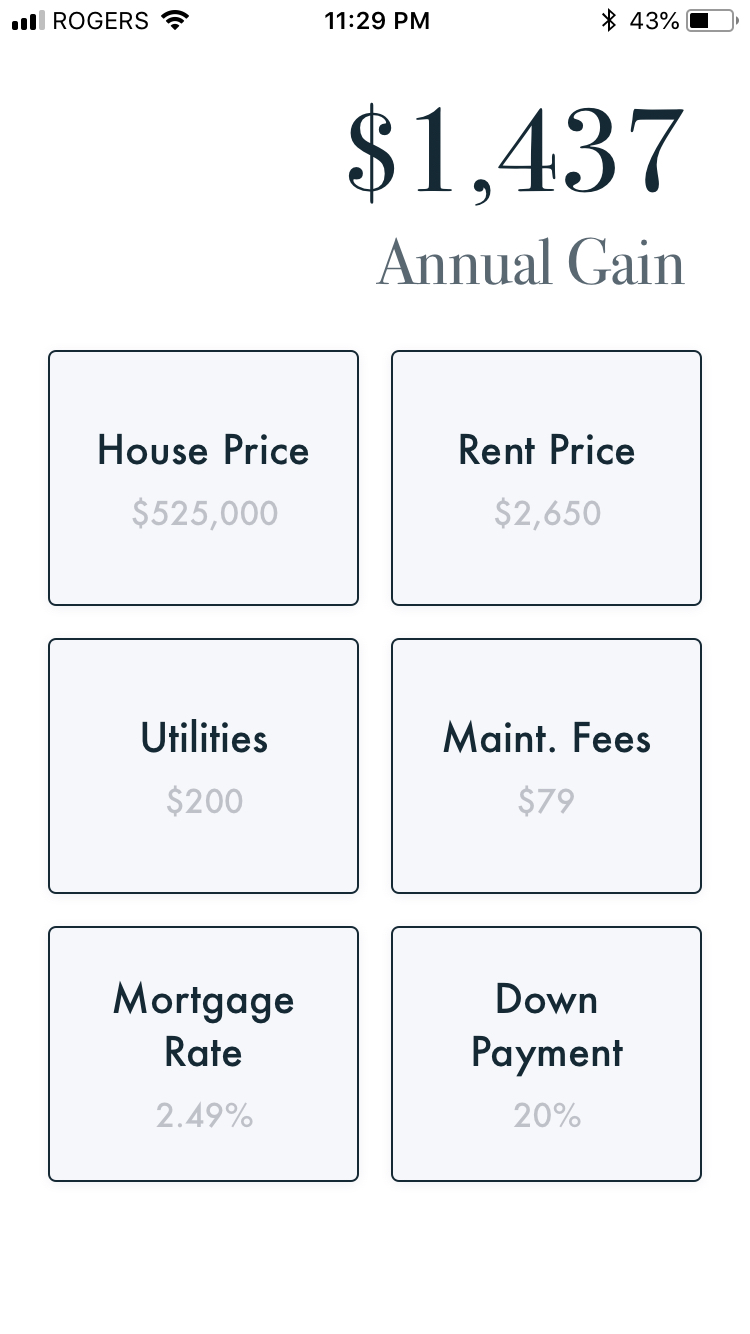 ROGERS 11:29 PM 43%
$1,437
Annual Gain
House Price
$525,000
Rent Price
$2,650
Utilities
$200
Maint. Fees
$79
Mortgage
Rate
2.49%
Down
Payment
20%